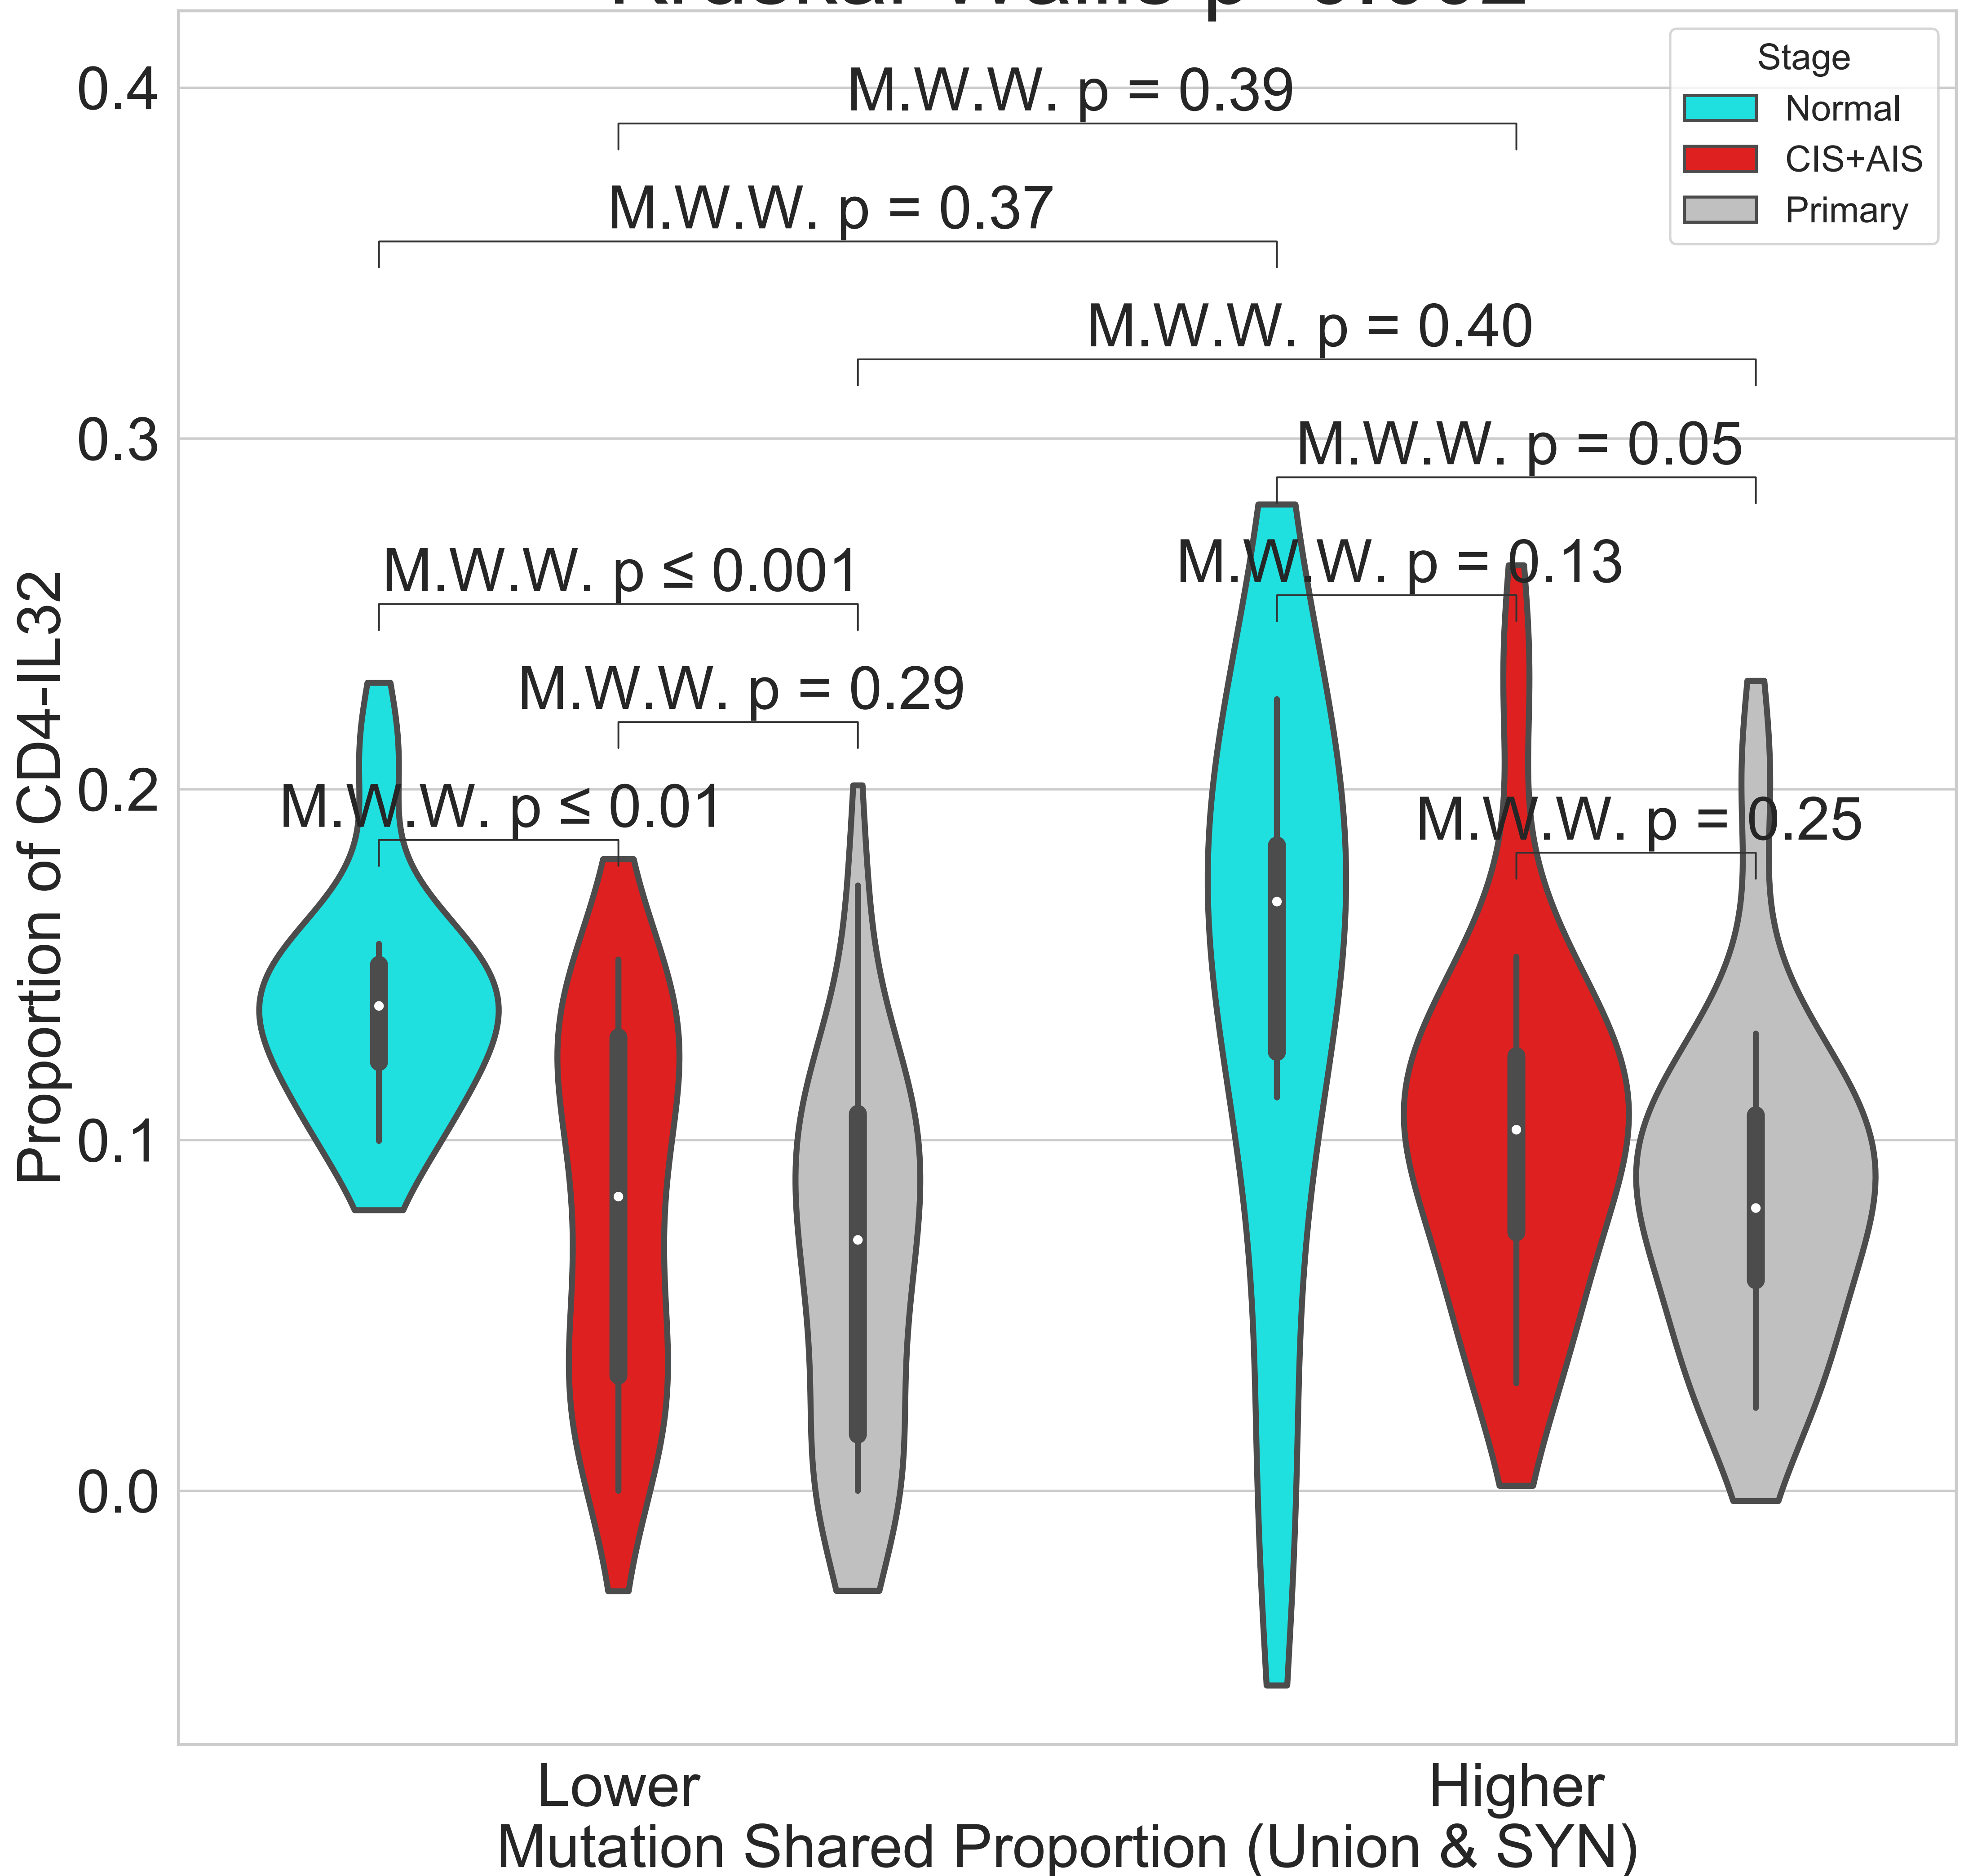 Stage
Normal
CIS+AIS
Primary
M.W.W. p = 0.39
M.W.W. p = 0.37
M.W.W. p = 0.40
M.W.W. p = 0.05
M.W.W. p = 0.13
M.W.W. p ≤ 0.001
M.W.W. p = 0.29
M.W.W. p ≤ 0.01
M.W.W. p = 0.25
0.4
0.3
0.2
0.1
0.0
Proportion of CD4-IL32
Lower
Higher
Mutation Shared Proportion (Union & SYN)